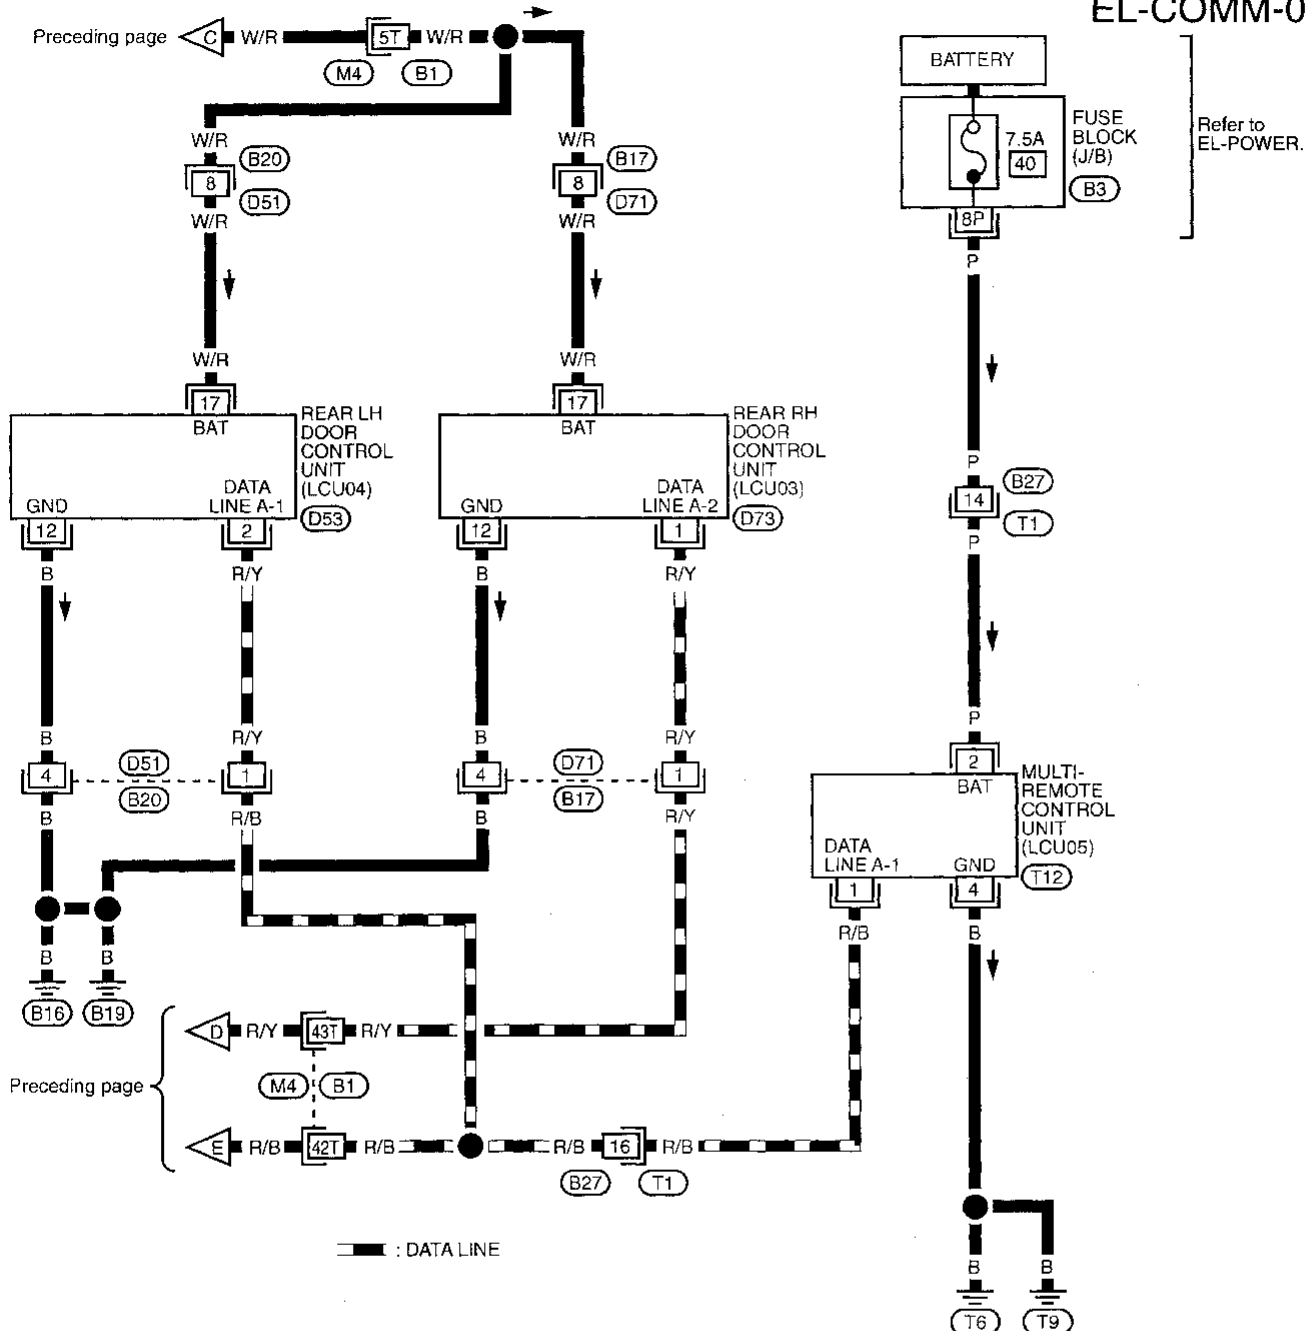 EL-COMM-0
Preceding page
C
W/R
5T
W/R
M4
B1
BATTERY
7.5A
40
FUSE
BLOCK
(J/B)
B3
8P
Refer to
EL-POWER.
W/R
B20
8
D51
W/R
W/R
B17
8
D71
W/R
P
W/R
W/R
17
BAT
REAR LH
DOOR
CONTROL
UNIT
(LCU04)
D53
GND
12
DATA
LINE A-1
2
17
BAT
REAR RH
DOOR
CONTROL
UNIT
(LCU03)
D73
GND
12
DATA
LINE A-2
1
P
B27
14
T1
P
B
R/Y
B
R/Y
P
B
R/Y
B
R/Y
4
D51
B20
1
4
D71
B17
1
B
R/B
B
R/Y
2
BAT
MULTI-
REMOTE
CONTROL
UNIT
(LCU05)
T12
DATA
LINE A-1
1
GND
4
R/B
B
B
B
B16
B19
Preceding page
D
R/Y
43T
R/Y
M4
B1
E
R/B
42T
R/B
R/B
16
R/B
B27
T1
: DATA LINE
B
B
T6
T9